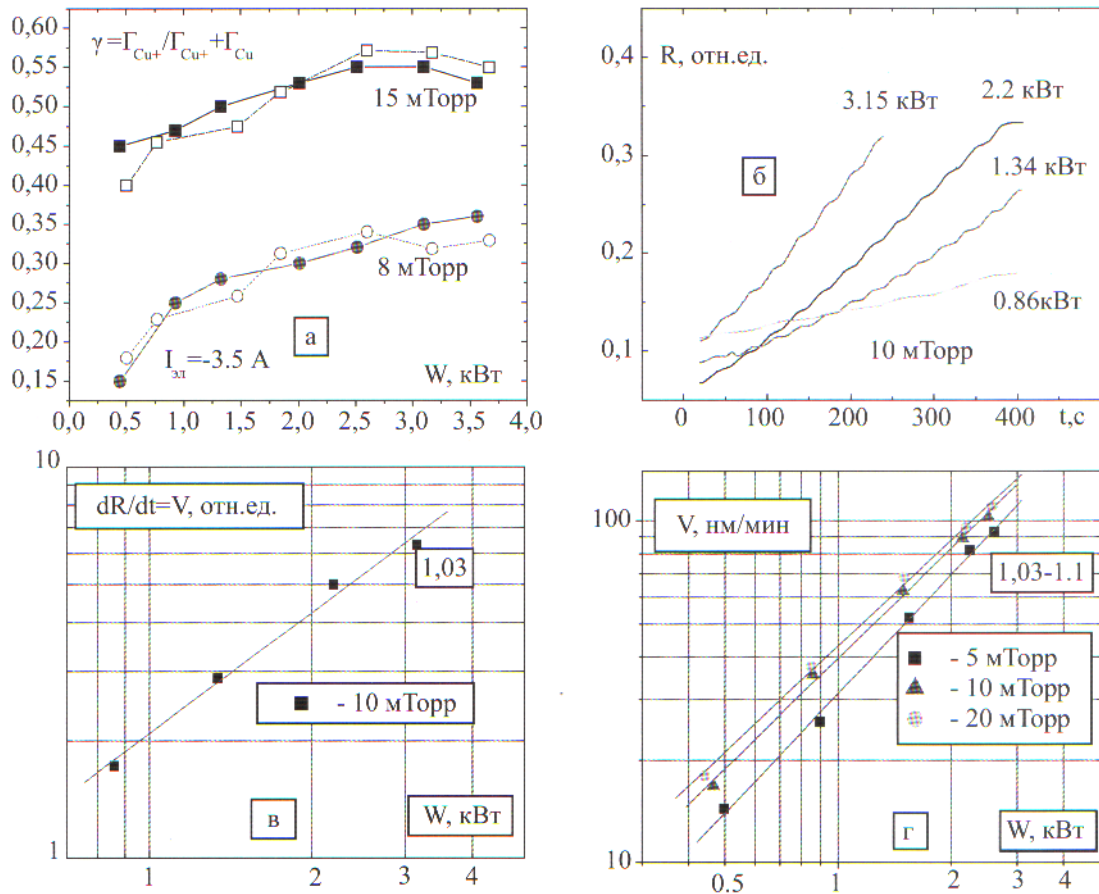 0,60
0,55
0,50
0,45
0,40
0,35
0,30
0,25
0,20
0,15
γ =Γ_Cu+/Γ_Cu+ +Γ_Cu
15 мТорр
8 мТорр
а
I_эл=-3.5 А
W, кВт
0,0 0,5 1,0 1,5 2,0 2,5 3,0 3,5 4,0
0,4
0,3
0,2
0,1
R, отн.ед.
3.15 кВт
2.2 кВт
б
1.34 кВт
0.86кВт
10 мТорр
0 100 200 300 400 t,с
10
1
dR/dt=V, отн.ед.
1,03
- 10 мТорр
в
W, кВт
1 2 3 4
100
10
V, нм/мин
1,03-1.1
- 5 мТорр
- 10 мТорр
- 20 мТорр
г
W, кВт
0.5 1 2 3 4